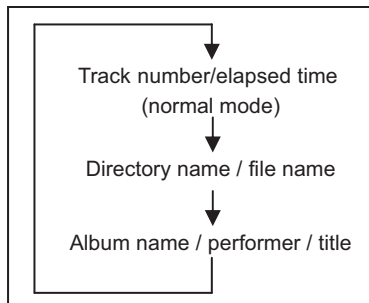 Track number/elapsed time
(normal mode)
Directory name / file name
Album name / performer / title